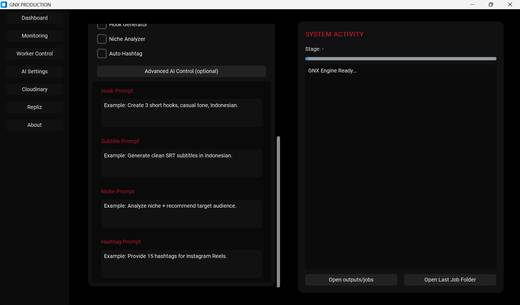 GNX PRODUCTION
Dashboard
Monitoring
Worker Control
AI Settings
Cloudinary
Repliz
About
Hook Generator
Niche Analyzer
Auto Hashtag
Advanced AI Control (optional)
Hook Prompt
Example: Create 3 short hooks, casual tone, Indonesian.
Subtitle Prompt
Example: Generate clean SRT subtitles in Indonesian.
Niche Prompt
Example: Analyze niche + recommend target audience.
Hashtag Prompt
Example: Provide 15 hashtags for Instagram Reels.
SYSTEM ACTIVITY
Stage: -
GNX Engine Ready...
Open outputs/jobs
Open Last Job Folder